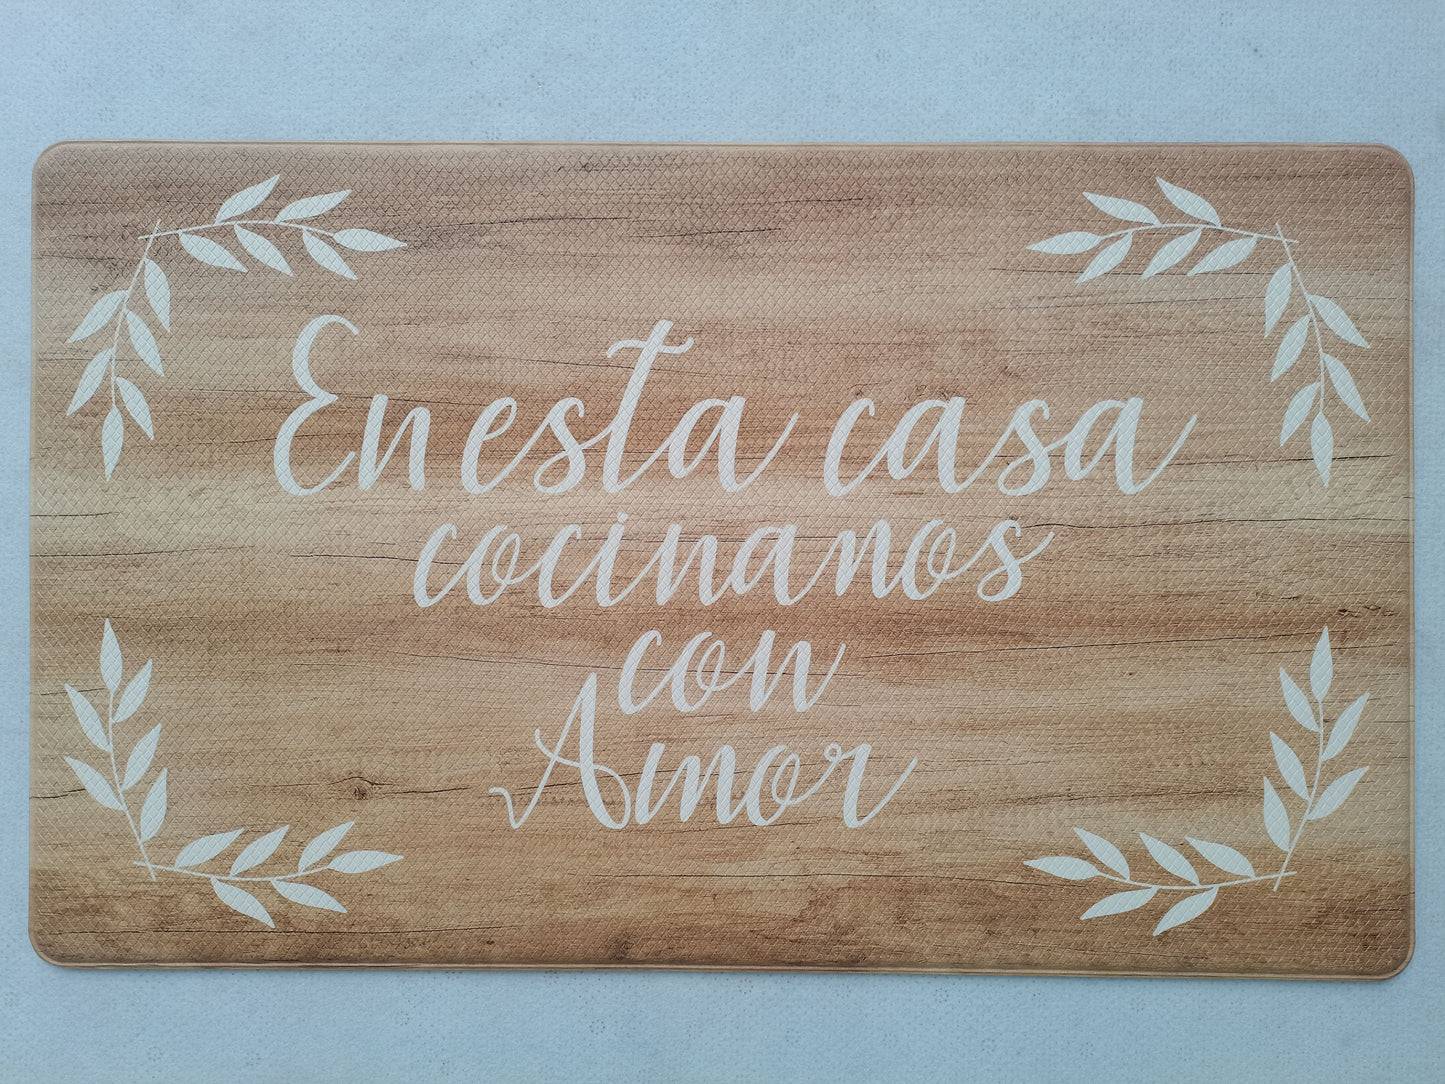 En esta casa
cocinanos
con
Amor